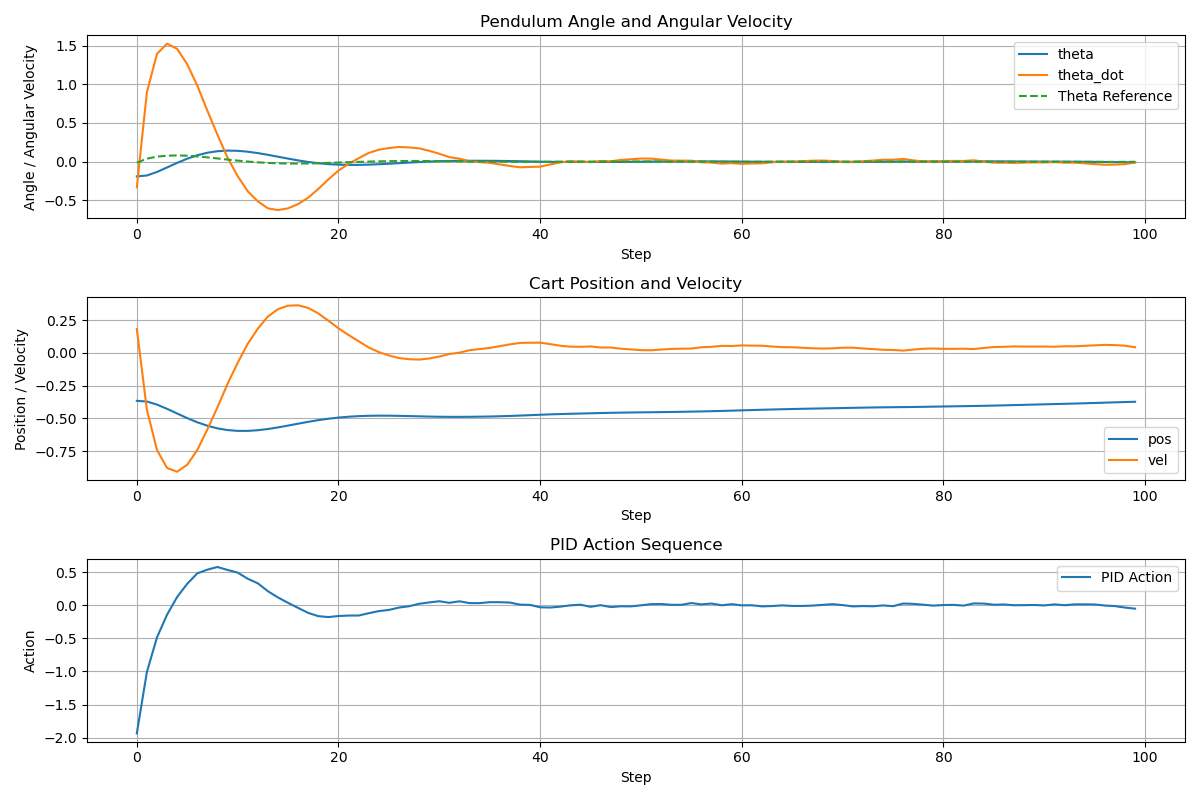 Pendulum Angle and Angular Velocity
Angle / Angular Velocity
1.5
1.0
0.5
0.0
−0.5
theta
theta_dot
Theta Reference
0 20 40 60 80 100
Step
Cart Position and Velocity
Position / Velocity
0.25
0.00
−0.25
−0.50
−0.75
pos
vel
0 20 40 60 80 100
Step
PID Action Sequence
Action
0.5
0.0
−0.5
−1.0
−1.5
−2.0
PID Action
0 20 40 60 80 100
Step